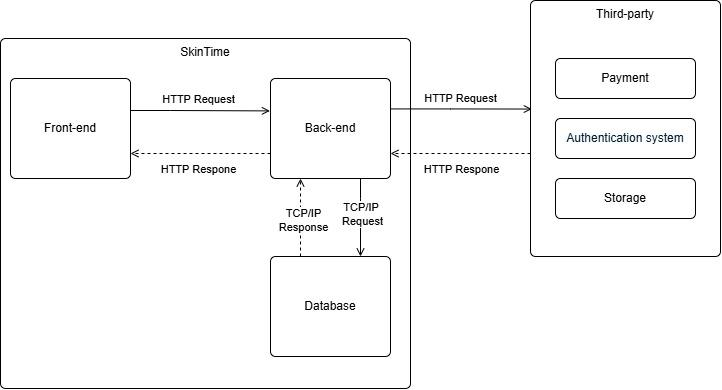 Third-party
SkinTime
Payment
HTTP Request
HTTP Request
Front-end
Back-end
Authentication system
HTTP Respone
HTTP Respone
Storage
TCP/IP
Response
TCP/IP
Request
Database